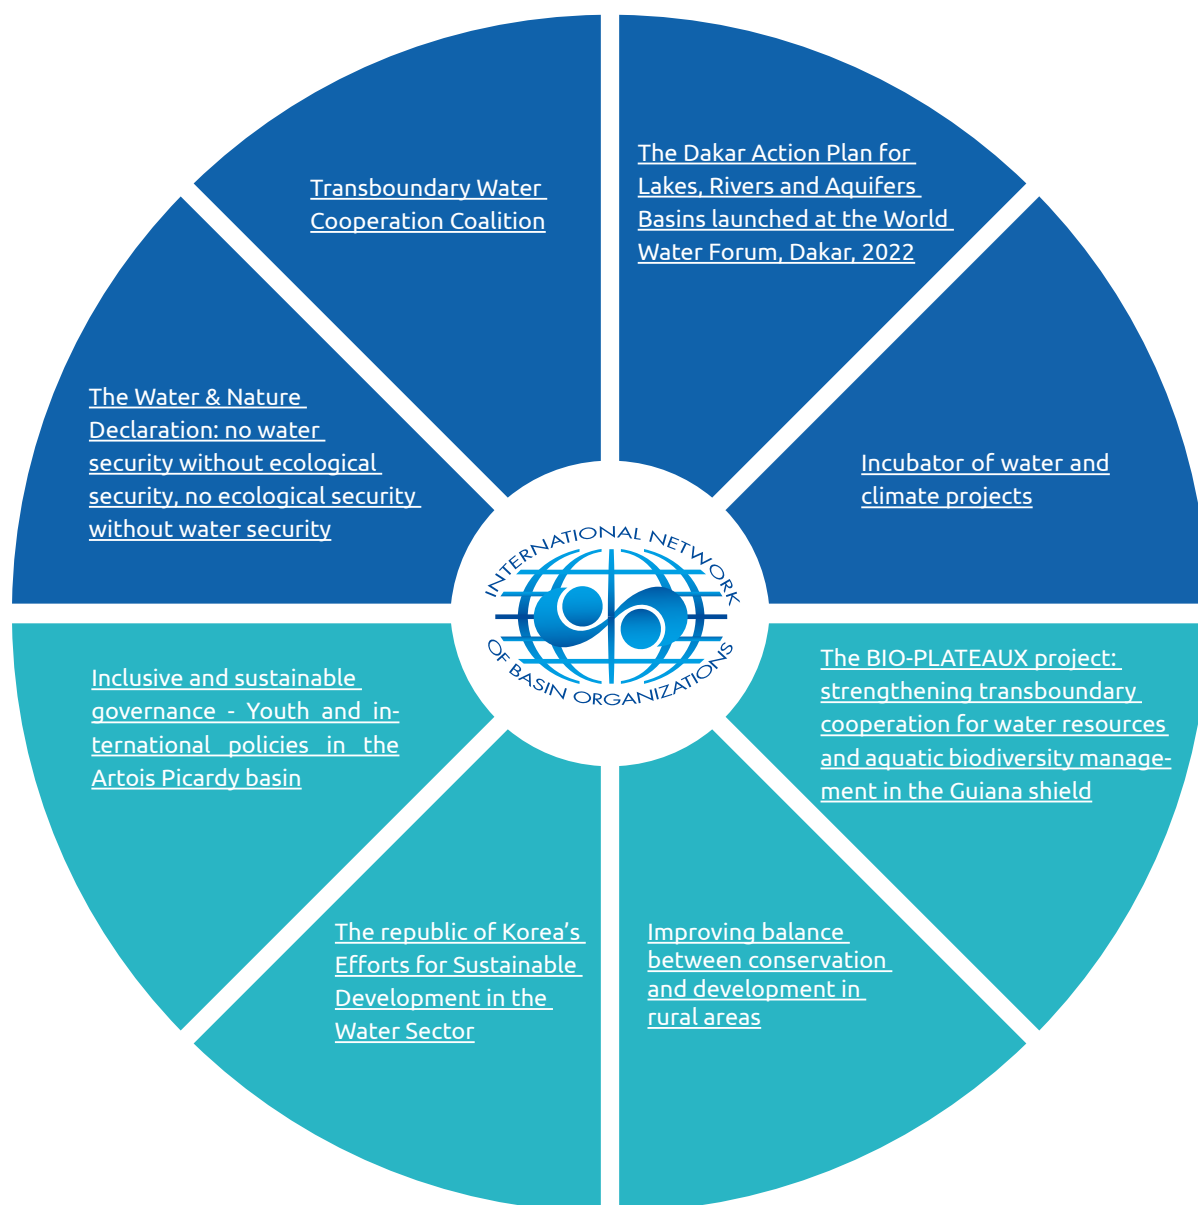 Transboundary Water
Cooperation Coalition
The Dakar Action Plan for
Lakes, Rivers and Aquifers
Basins launched at the World
Water Forum, Dakar, 2022
The Water & Nature
Declaration: no water
security without ecological
security, no ecological security
without water security
Incubator of water and
climate projects
INTERNATIONAL NETWORK
OF BASIN ORGANIZATIONS
Inclusive and sustainable
governance - Youth and in-
ternational policies in the
Artois Picardy basin
The BIO-PLATEAUX project:
strengthening transboundary
cooperation for water resources
and aquatic biodiversity manage-
ment in the Guiana shield
The republic of Korea’s
Efforts for Sustainable
Development in the
Water Sector
Improving balance
between conservation
and development in
rural areas